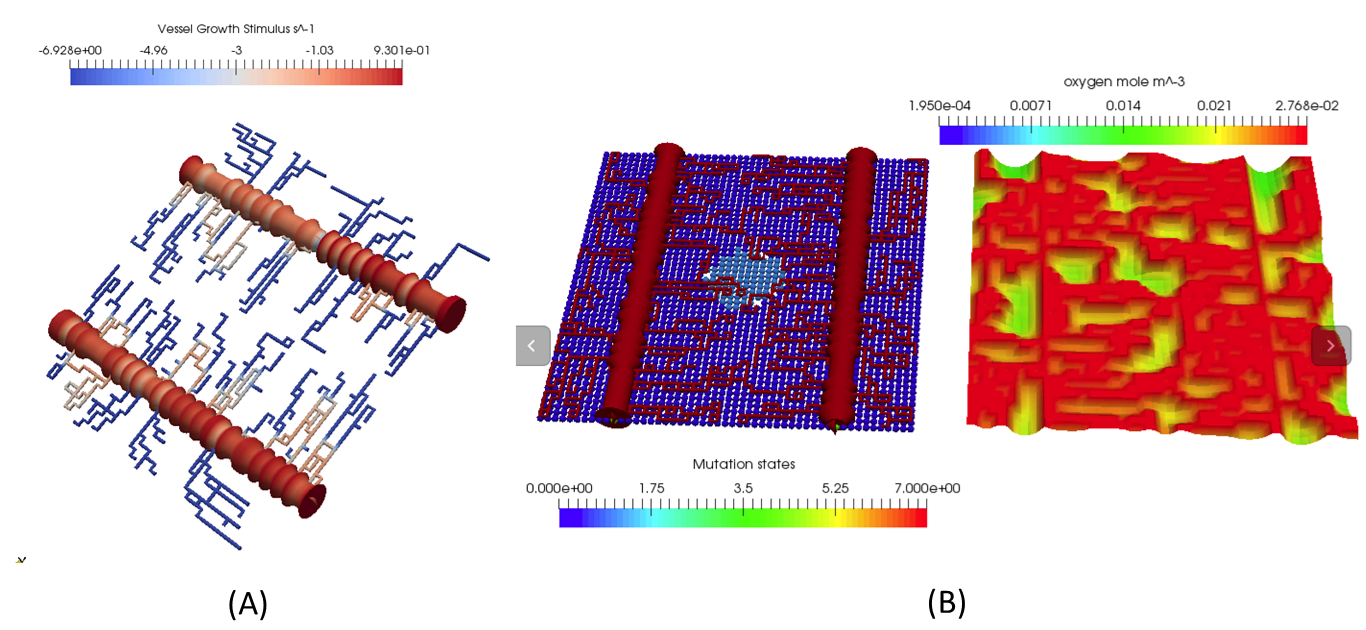 Vessel Growth Stimulus s^-1
-6.928e+00 -4.96 -3 -1.03 9.301e-01
oxygen mole m^-3
1.950e-04 0.0071 0.014 0.021 2.768e-02
Mutation states
0.000e+00 1.75 3.5 5.25 7.000e+00
(A)
(B)